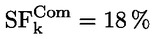 SF_k^Com = 18 %